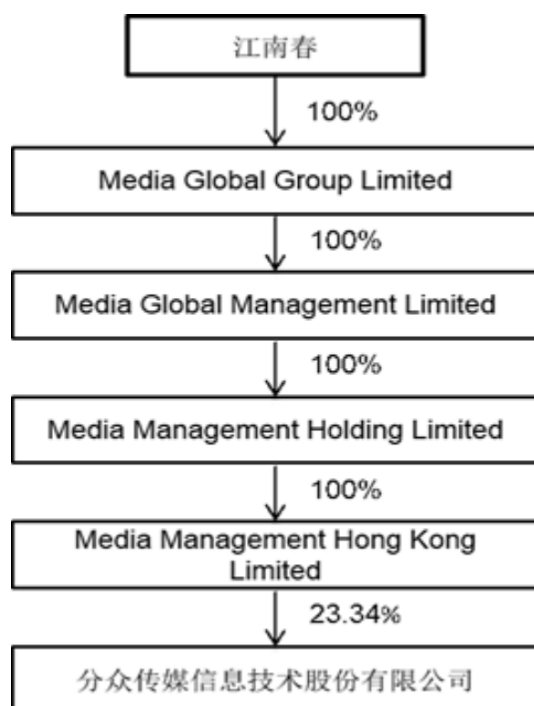 江南春
100%
Media Global Group Limited
100%
Media Global Management Limited
100%
Media Management Holding Limited
100%
Media Management Hong Kong
Limited
23.34%
分众传媒信息技术股份有限公司